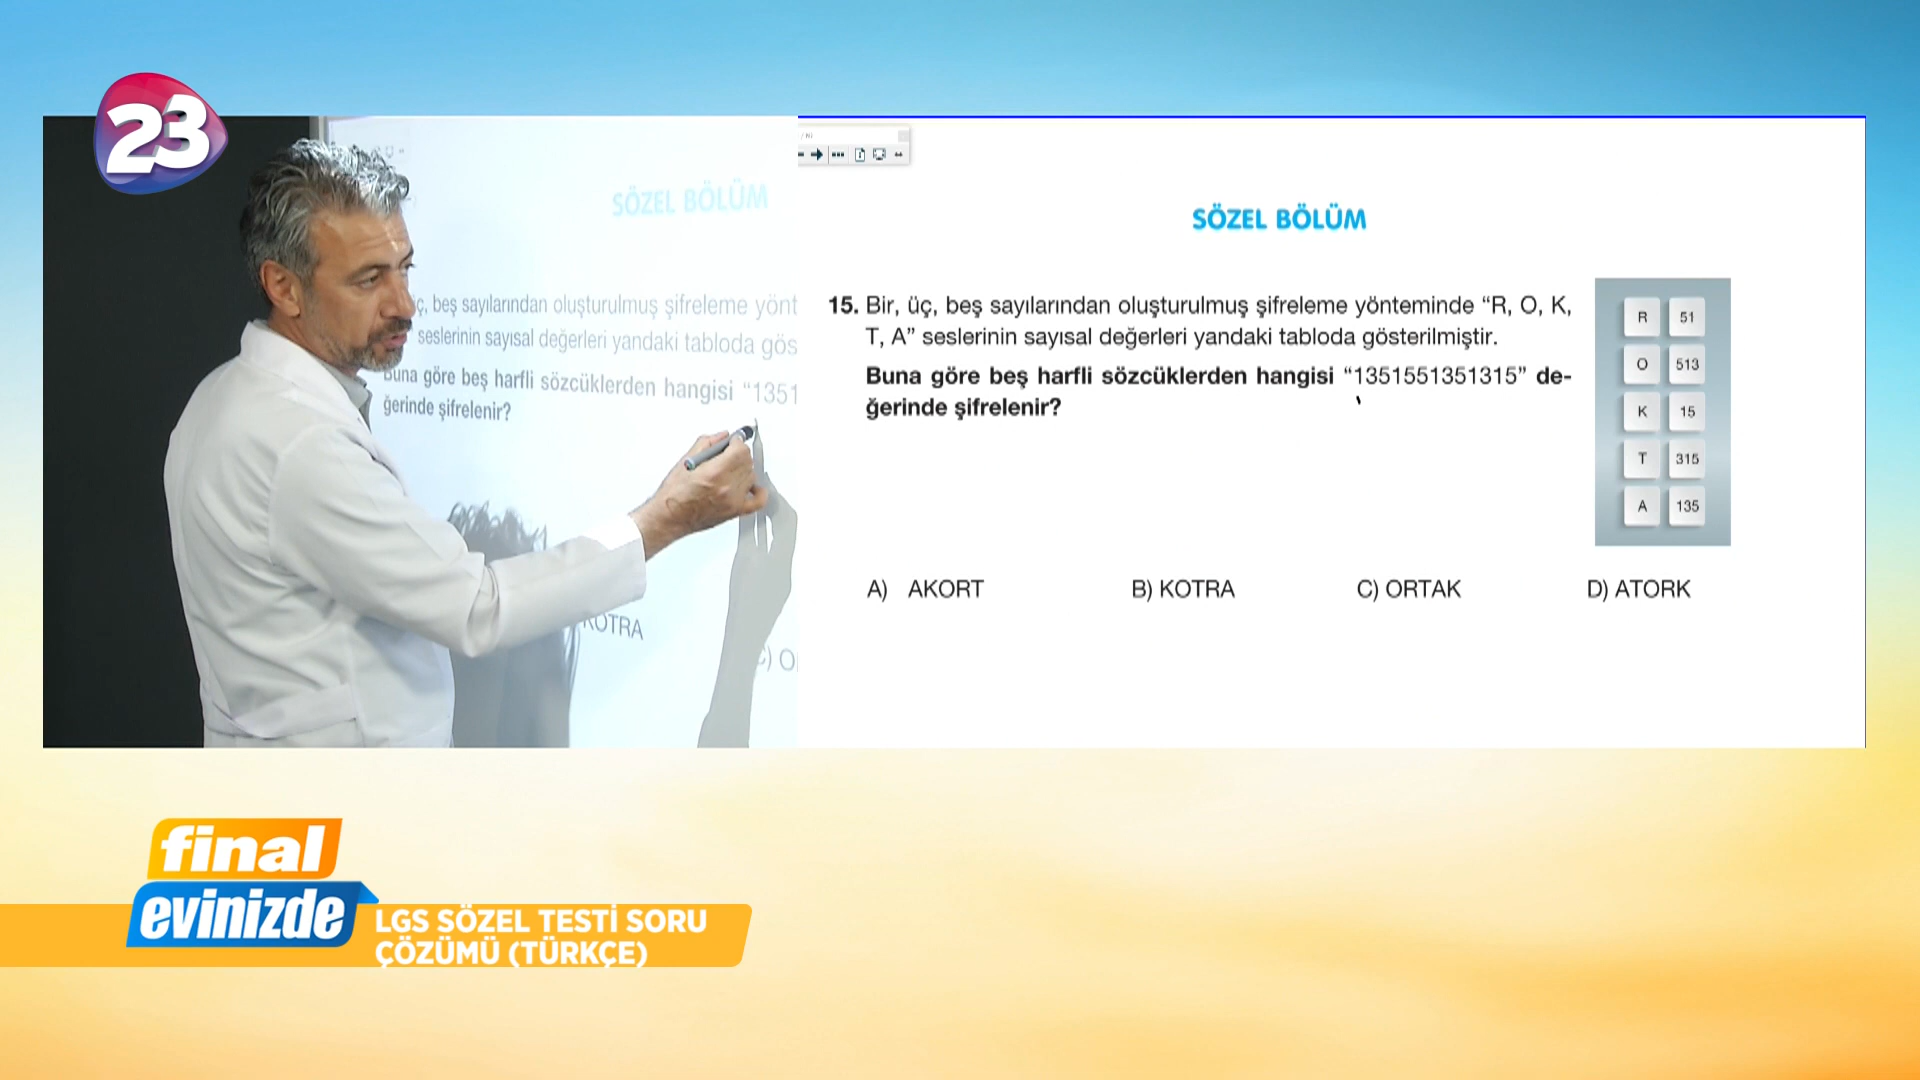 23
SÖZEL BÖLÜM
ç, beş sayılarından oluşturulmuş şifreleme yönt
seslerinin sayısal değerleri yandaki tabloda gös
buna göre beş harfli sözcüklerden hangisi “1351
ğerinde şifrelenir?
KOTRA
C) O
SÖZEL BÖLÜM
15. Bir, üç, beş sayılarından oluşturulmuş şifreleme yönteminde “R, O, K,
T, A” seslerinin sayısal değerleri yandaki tabloda gösterilmiştir.
Buna göre beş harfli sözcüklerden hangisi “1351551351315” de-
ğerinde şifrelenir?
R 51
O 513
K 15
T 315
A 135
A) AKORT B) KOTRA C) ORTAK D) ATORK
final
evinizde
LGS SÖZEL TESTİ SORU
ÇÖZÜMÜ (TÜRKÇE)